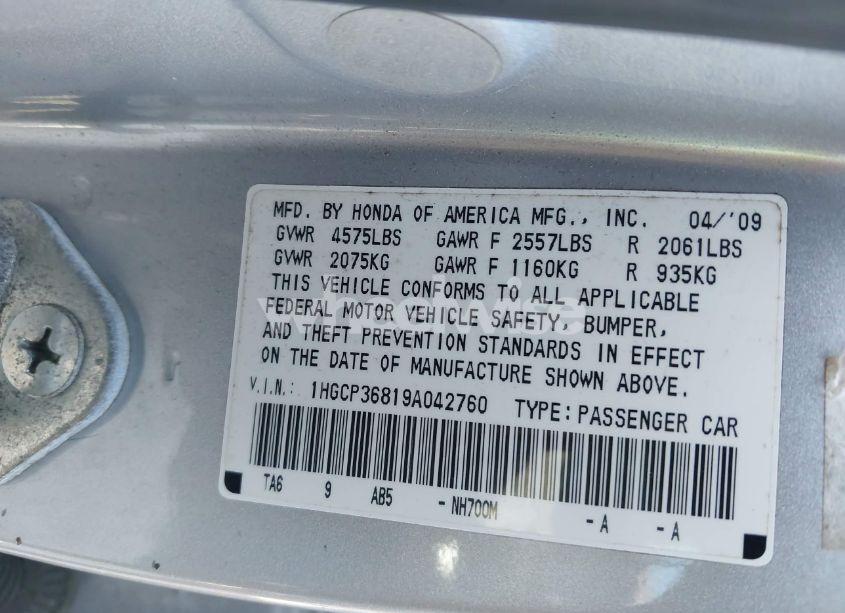 MFD. BY HONDA OF AMERICA MFG., INC. 04/'09
GVWR 4575LBS GAWR F 2557LBS R 2061LBS
GVWR 2075KG GAWR F 1160KG R 935KG
THIS VEHICLE CONFORMS TO ALL APPLICABLE
FEDERAL MOTOR VEHICLE SAFETY, BUMPER,
AND THEFT PREVENTION STANDARDS IN EFFECT
ON THE DATE OF MANUFACTURE SHOWN ABOVE.
V.I.N.: 1HGCP36819A042760 TYPE:PASSENGER CAR
TA6 9 AB5 -NH700M -A -A
wheelwise